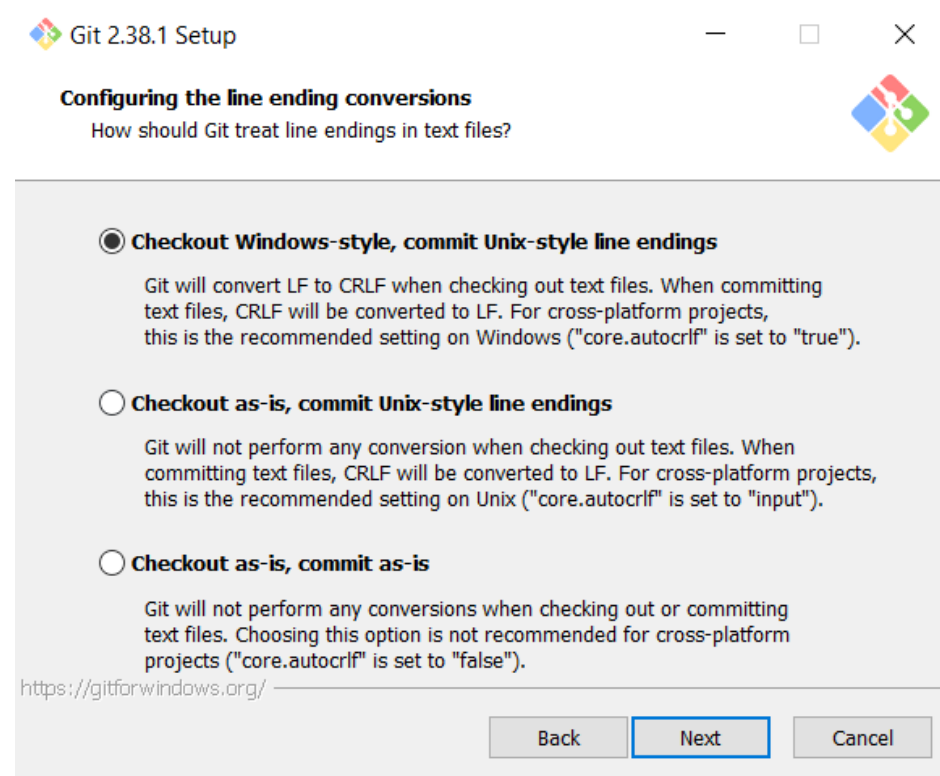 Git 2.38.1 Setup
Configuring the line ending conversions
How should Git treat line endings in text files?
Checkout Windows-style, commit Unix-style line endings
Git will convert LF to CRLF when checking out text files. When committing
text files, CRLF will be converted to LF. For cross-platform projects,
this is the recommended setting on Windows ("core.autocrlf" is set to "true").
Checkout as-is, commit Unix-style line endings
Git will not perform any conversion when checking out text files. When
committing text files, CRLF will be converted to LF. For cross-platform projects,
this is the recommended setting on Unix ("core.autocrlf" is set to "input").
Checkout as-is, commit as-is
Git will not perform any conversions when checking out or committing
text files. Choosing this option is not recommended for cross-platform
projects ("core.autocrlf" is set to "false").
https://gitforwindows.org/
Back Next Cancel